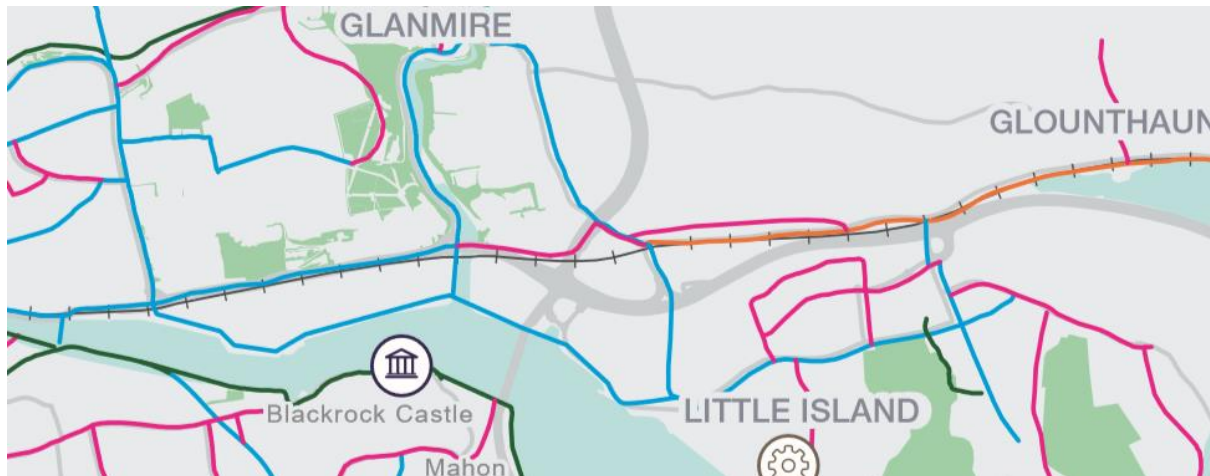 GLANMIRE
GLOUNTHAUN
Blackrock Castle
LITTLE ISLAND
Mahon